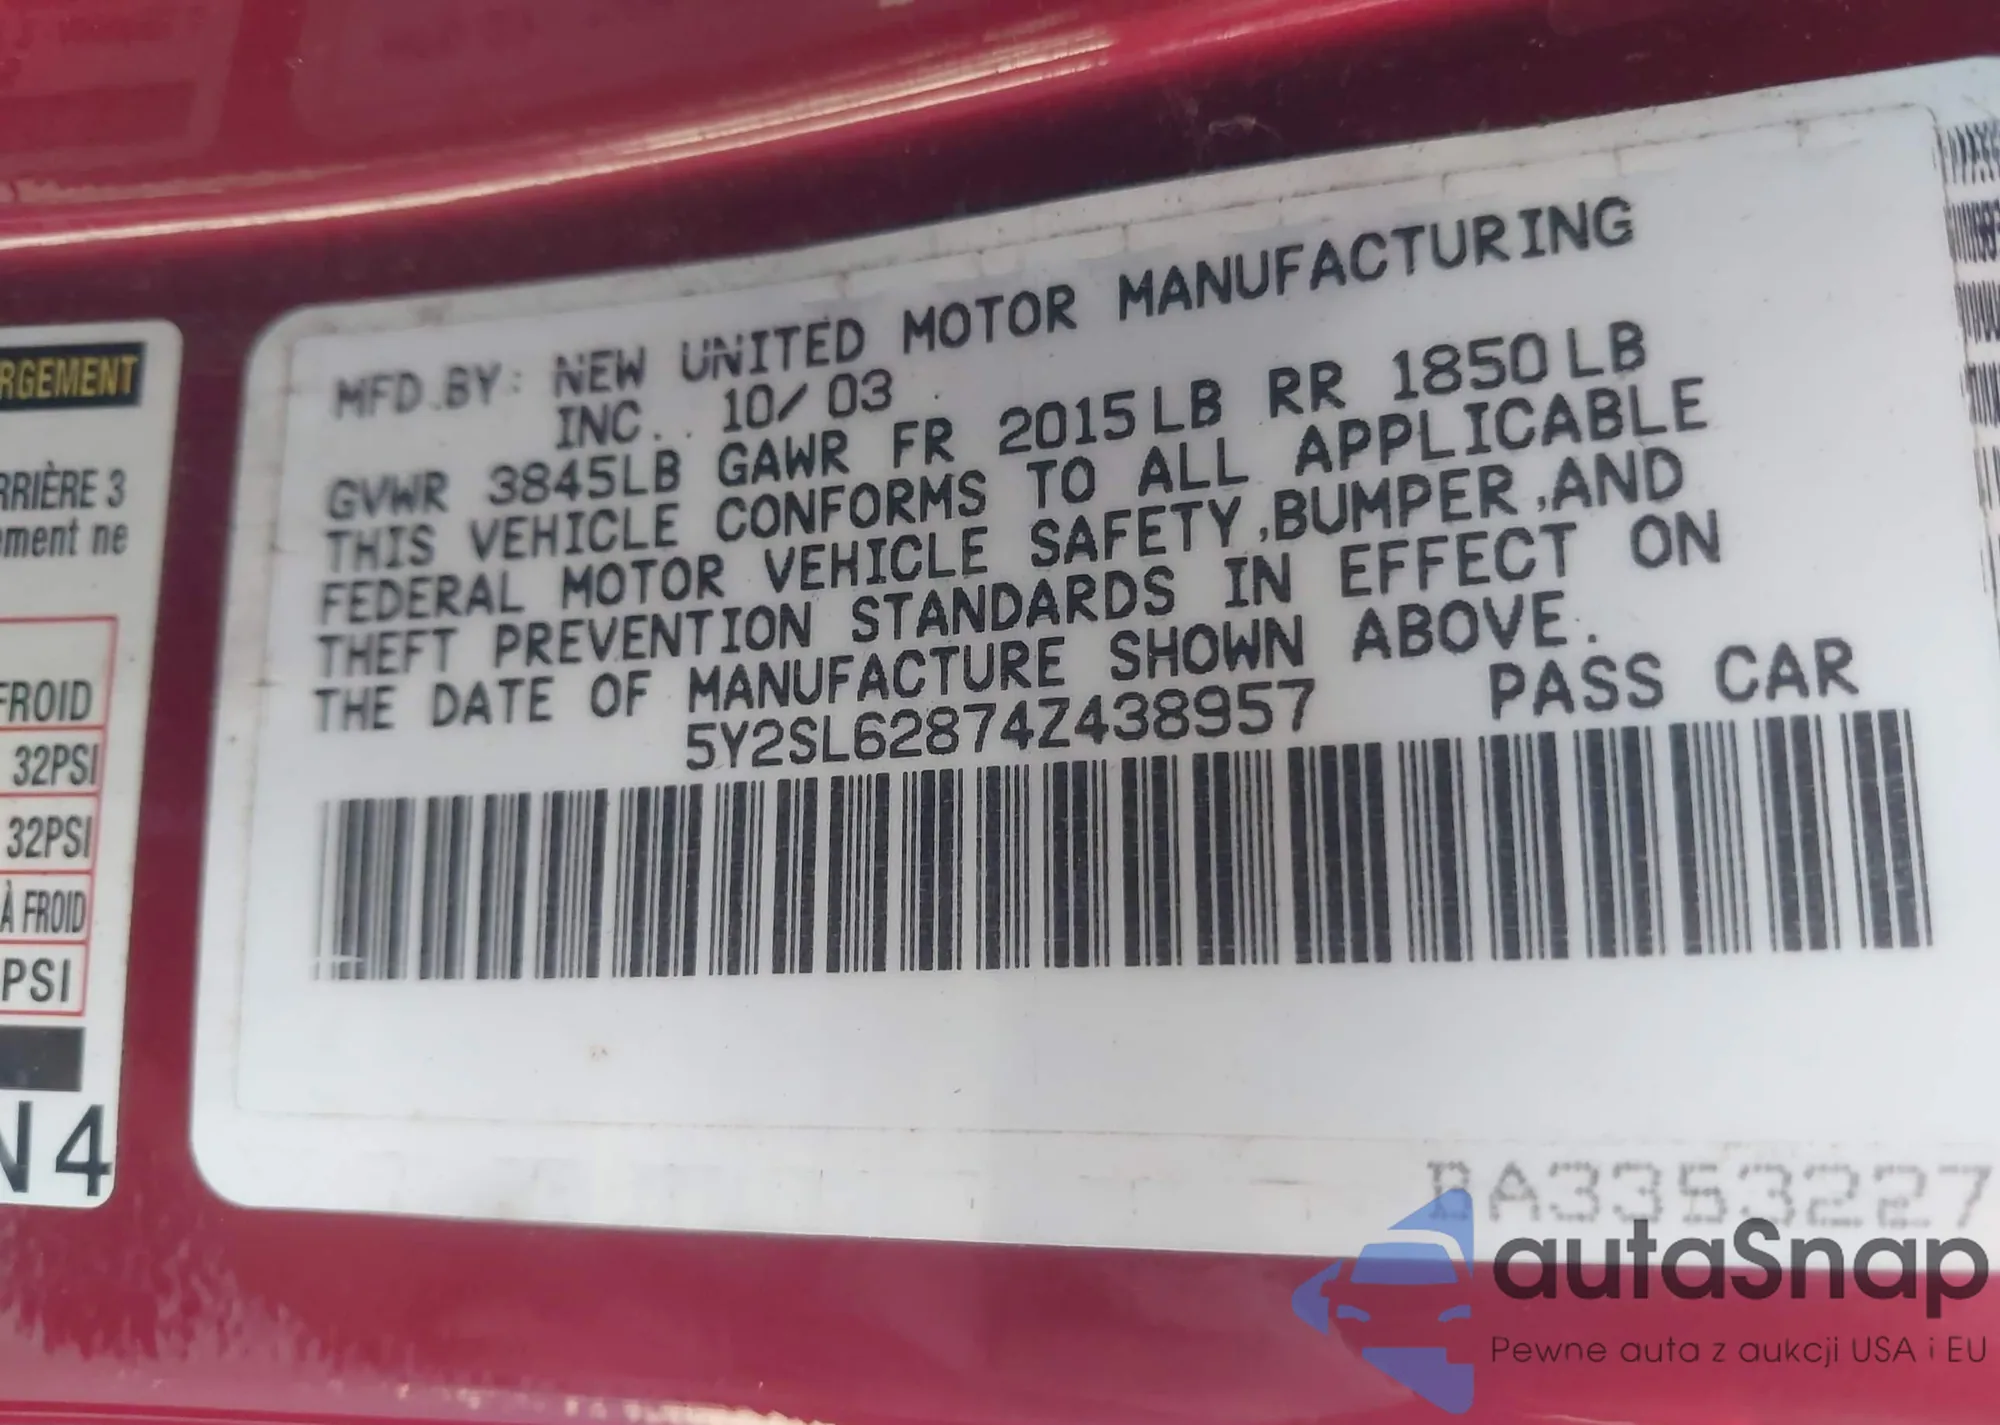 RGEMENT
RRIÈRE 3
ement ne
FROID
32PSI
32PSI
À FROID
PSI
N4
MFD.BY: NEW UNITED MOTOR MANUFACTURING
INC. 10/03
GVWR 3845LB GAWR FR 2015LB RR 1850LB
THIS VEHICLE CONFORMS TO ALL APPLICABLE
FEDERAL MOTOR VEHICLE SAFETY,BUMPER,AND
THEFT PREVENTION STANDARDS IN EFFECT ON
THE DATE OF MANUFACTURE SHOWN ABOVE.
5Y2SL62874Z438957 PASS CAR
BA3353227
autaSnap
Pewne auta z aukcji USA i EU